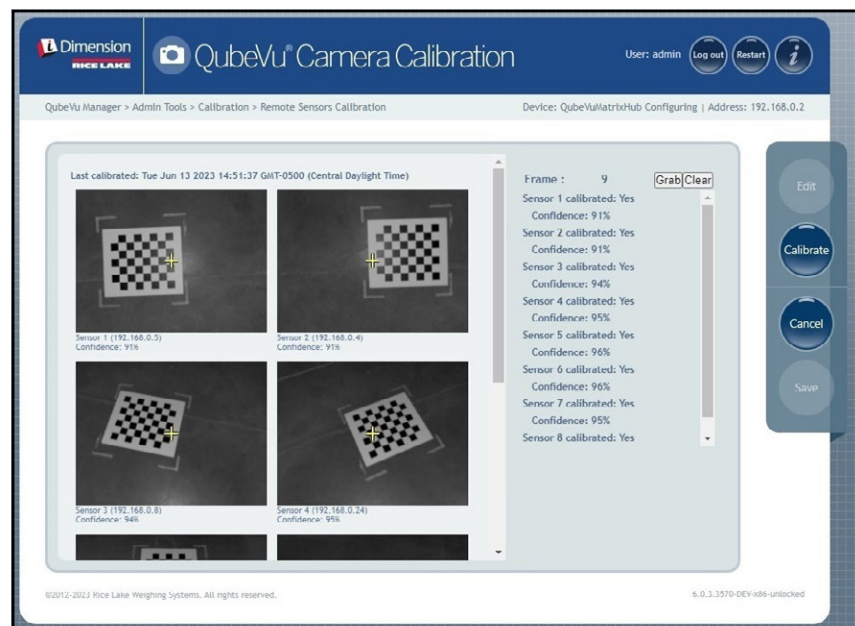 iDimension
RICE LAKE
QubeVu® Camera Calibration
User: admin
Log out
Restart
i
QubeVu Manager > Admin Tools > Calibration > Remote Sensors Calibration
Device: QubeVuMatrixHub Configuring | Address: 192.168.0.2
Last calibrated: Tue Jun 13 2023 14:51:37 GMT-0500 (Central Daylight Time)
Sensor 1 (192.168.0.5)
Confidence: 91%
Sensor 2 (192.168.0.4)
Confidence: 91%
Sensor 3 (192.168.0.8)
Confidence: 94%
Sensor 4 (192.168.0.24)
Confidence: 95%
Frame : 9
Grab Clear
Sensor 1 calibrated: Yes
Confidence: 91%
Sensor 2 calibrated: Yes
Confidence: 91%
Sensor 3 calibrated: Yes
Confidence: 94%
Sensor 4 calibrated: Yes
Confidence: 95%
Sensor 5 calibrated: Yes
Confidence: 96%
Sensor 6 calibrated: Yes
Confidence: 96%
Sensor 7 calibrated: Yes
Confidence: 95%
Sensor 8 calibrated: Yes
Edit
Calibrate
Cancel
Save
©2012-2023 Rice Lake Weighing Systems. All rights reserved.
6.0.3.3570-DEV-x86-unlocked